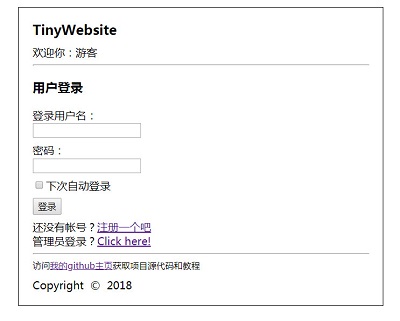 TinyWebsite
欢迎你：游客
用户登录
登录用户名：
密码：
下次自动登录
登录
还没有帐号？注册一个吧
管理员登录？Click here!
访问我的github主页获取项目源代码和教程
Copyright © 2018